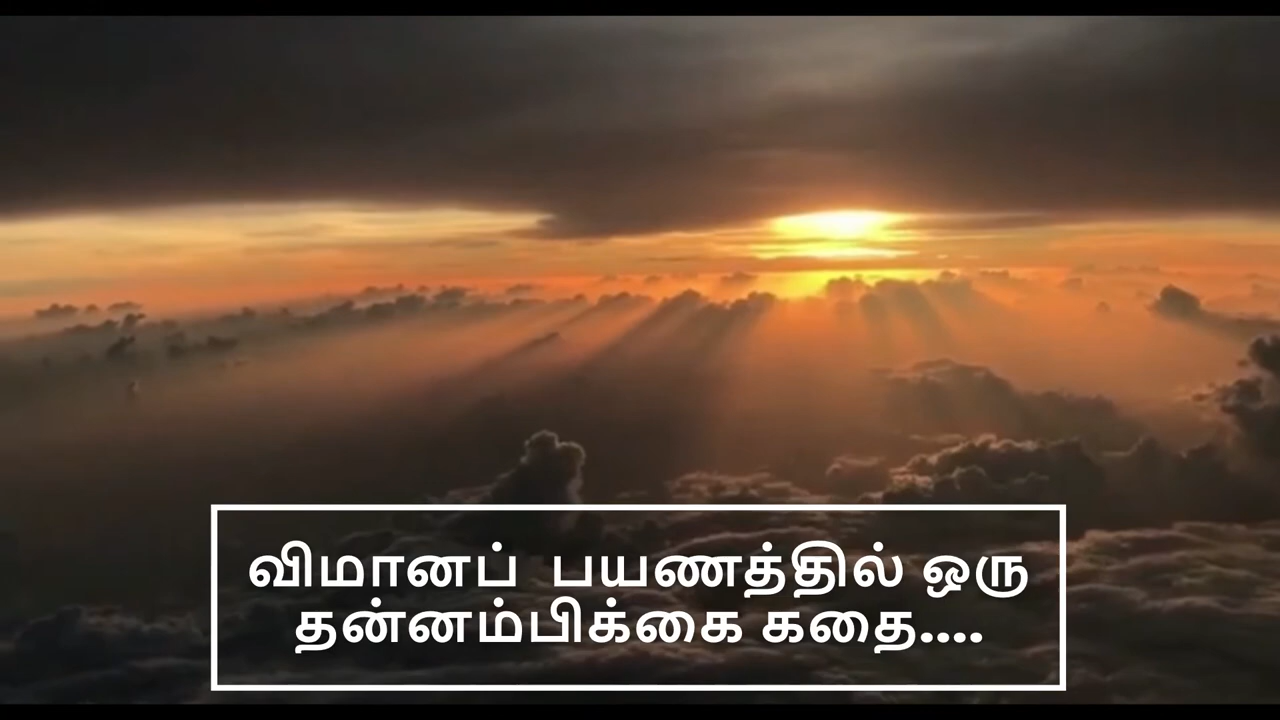 விமானப் பயணத்தில் ஒரு
தன்னம்பிக்கை கதை....